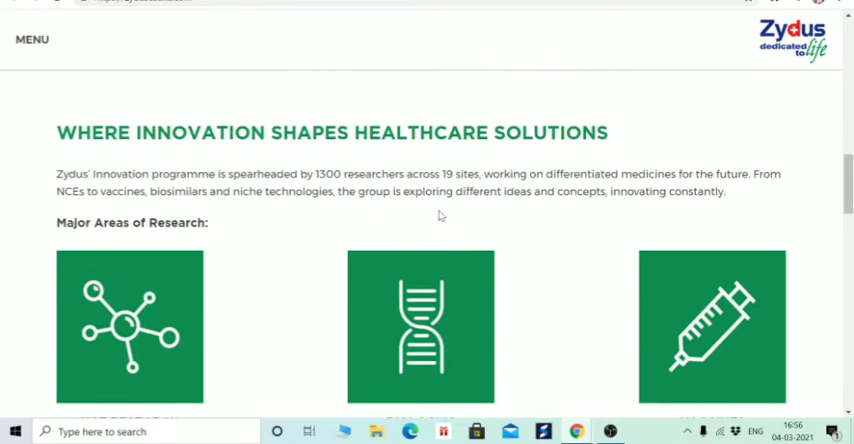 MENU
Zydus
dedicated
to life
WHERE INNOVATION SHAPES HEALTHCARE SOLUTIONS
Zydus' Innovation programme is spearheaded by 1300 researchers across 19 sites, working on differentiated medicines for the future. From
NCEs to vaccines, biosimilars and niche technologies, the group is exploring different ideas and concepts, innovating constantly.
Major Areas of Research:
Type here to search
ENG
16:56
04-03-2021
1